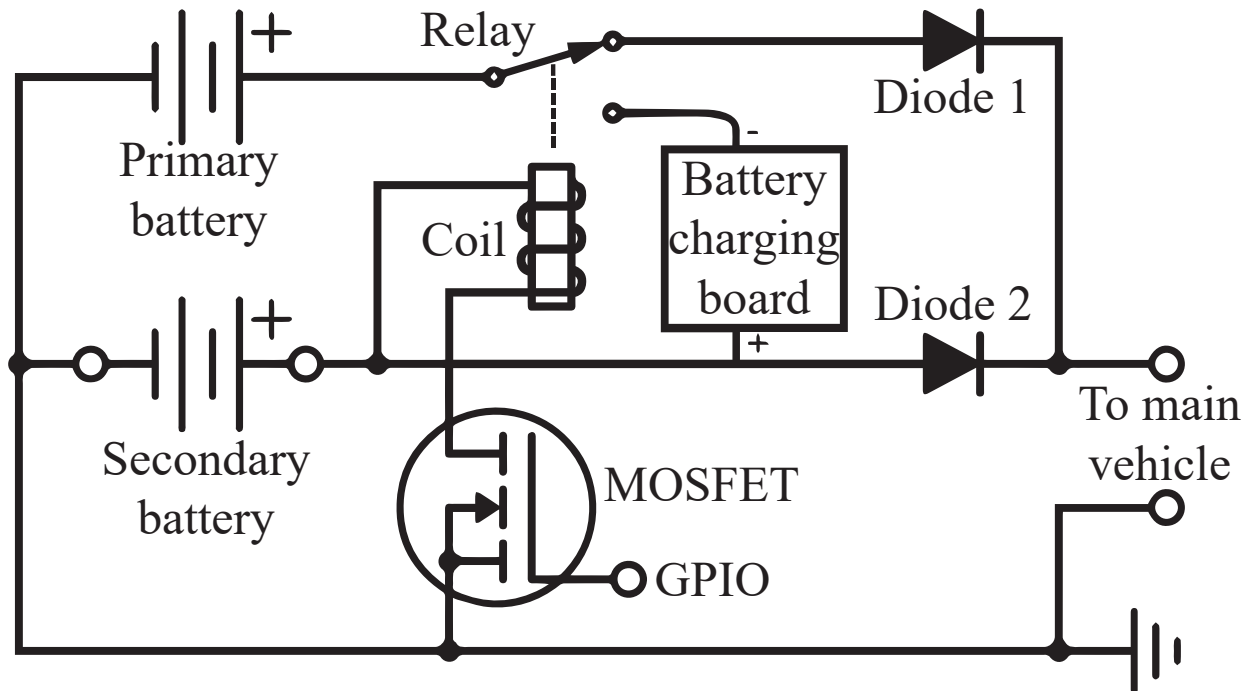 +
Relay
Diode 1
Primary
battery
-
Battery
charging
board
+
Coil
+
Diode 2
To main
vehicle
Secondary
battery
MOSFET
GPIO